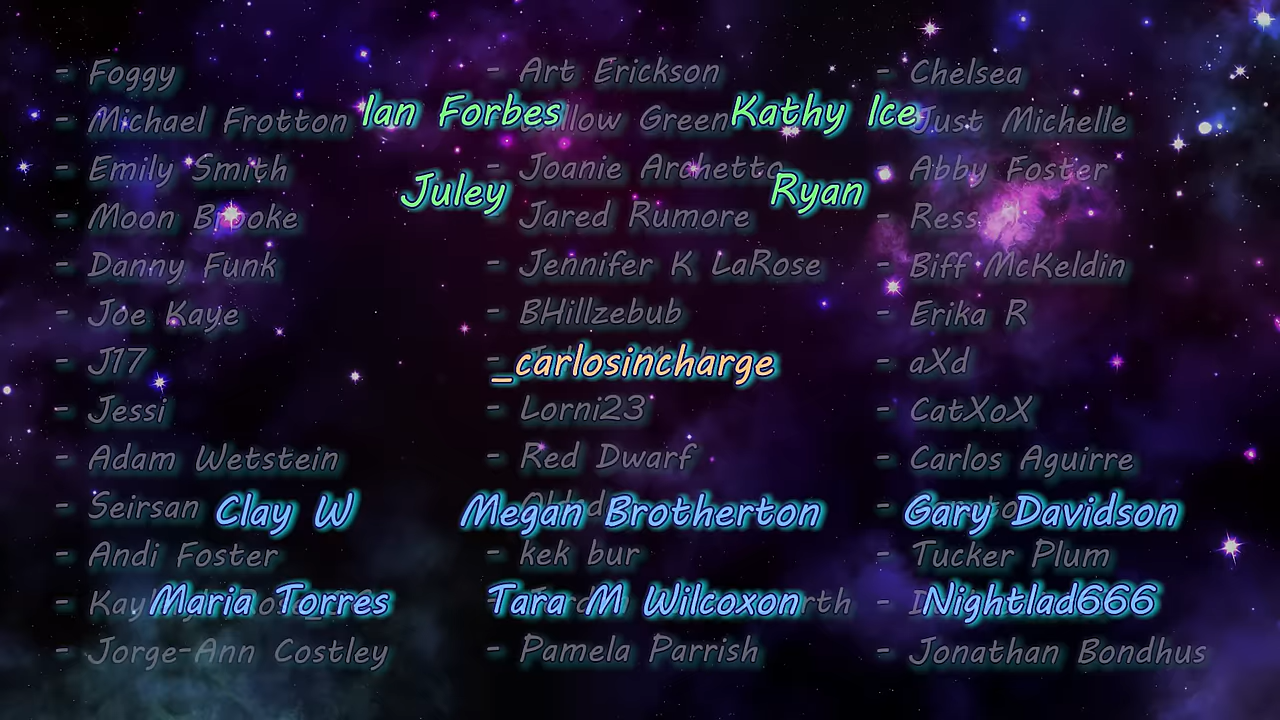 - Foggy - Art Erickson - Chelsea
Ian Forbes Kathy Ice
- Michael Frotton Green - Just Michelle
- Emily Smith - Joanie Archetto - Abby Foster
Juley Ryan
- Moon Brooke - Jared Rumore - Ress
- Danny Funk - Jennifer K LaRose - Biff McKeldin
- Joe Kaye - BHillzebub - Erika R
- J17 - - aXd
_carlosincharge
- Jessi - Lorni23 - CatXoX
- Adam Wetstein - Red Dwarf - Carlos Aguirre
- Seirsan - -
Clay W Megan Brotherton Gary Davidson
- Andi Foster - kek bur - Tucker Plum
Maria Torres Tara M Wilcoxon Nightlad666
- Jorge-Ann Costley - Pamela Parrish - Jonathan Bondhus